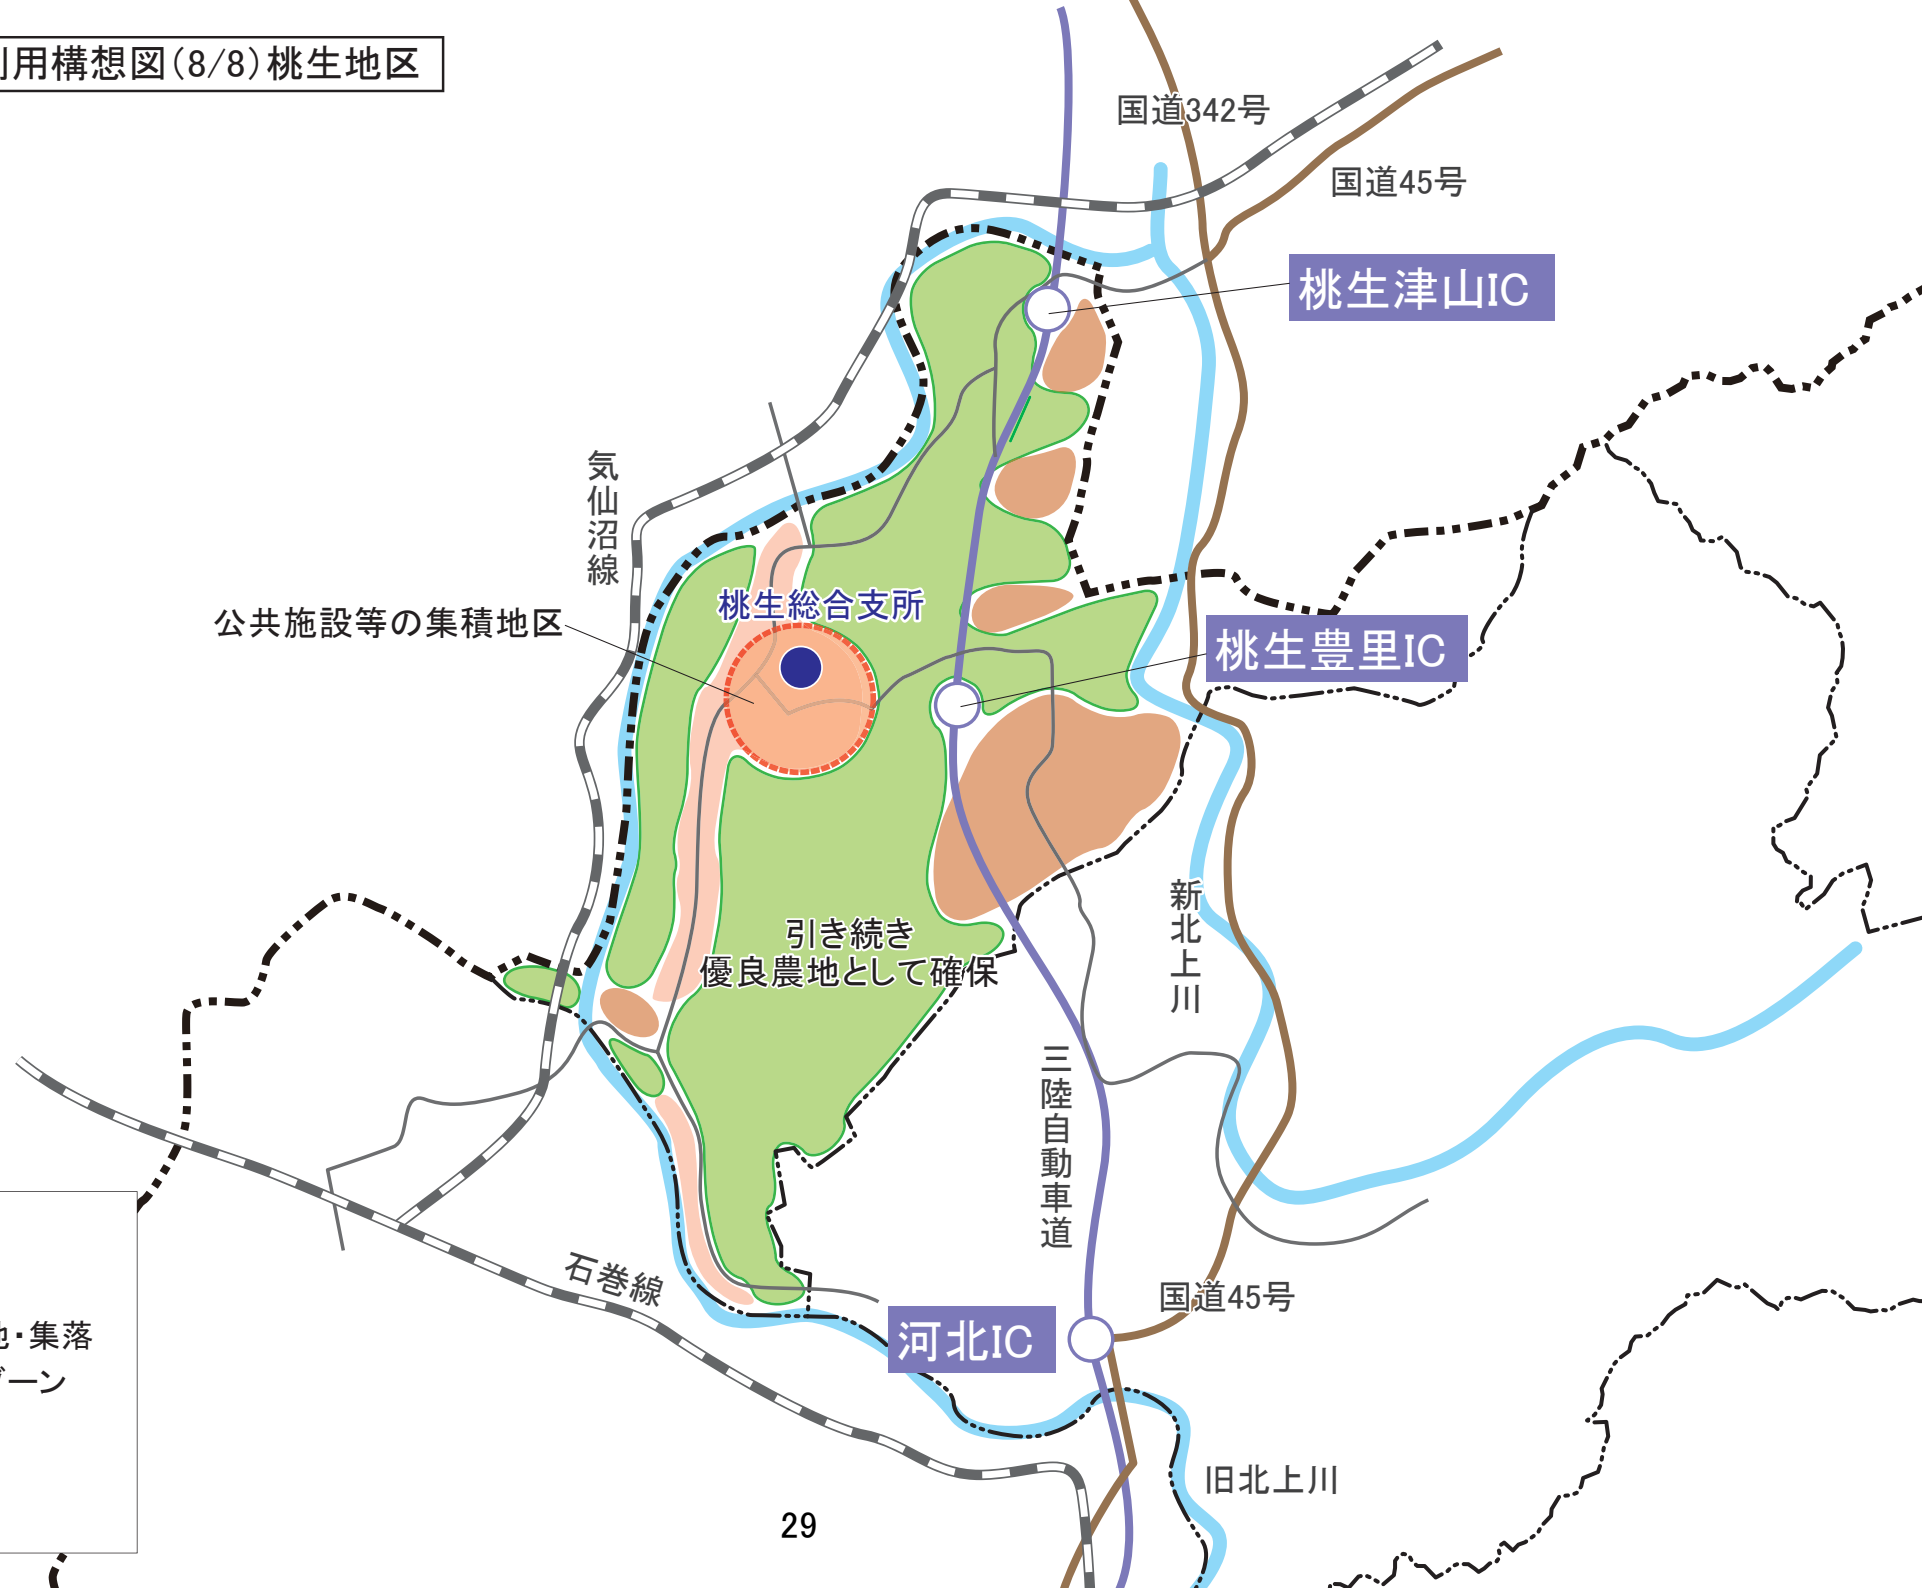 用構想図(8/8)桃生地区
国道342号
国道45号
桃生津山IC
気仙沼線
桃生総合支所
公共施設等の集積地区
桃生豊里IC
引き続き
優良農地として確保
新北上川
三陸自動車道
石巻線
国道45号
河北IC
・集落
ゾーン
旧北上川
29